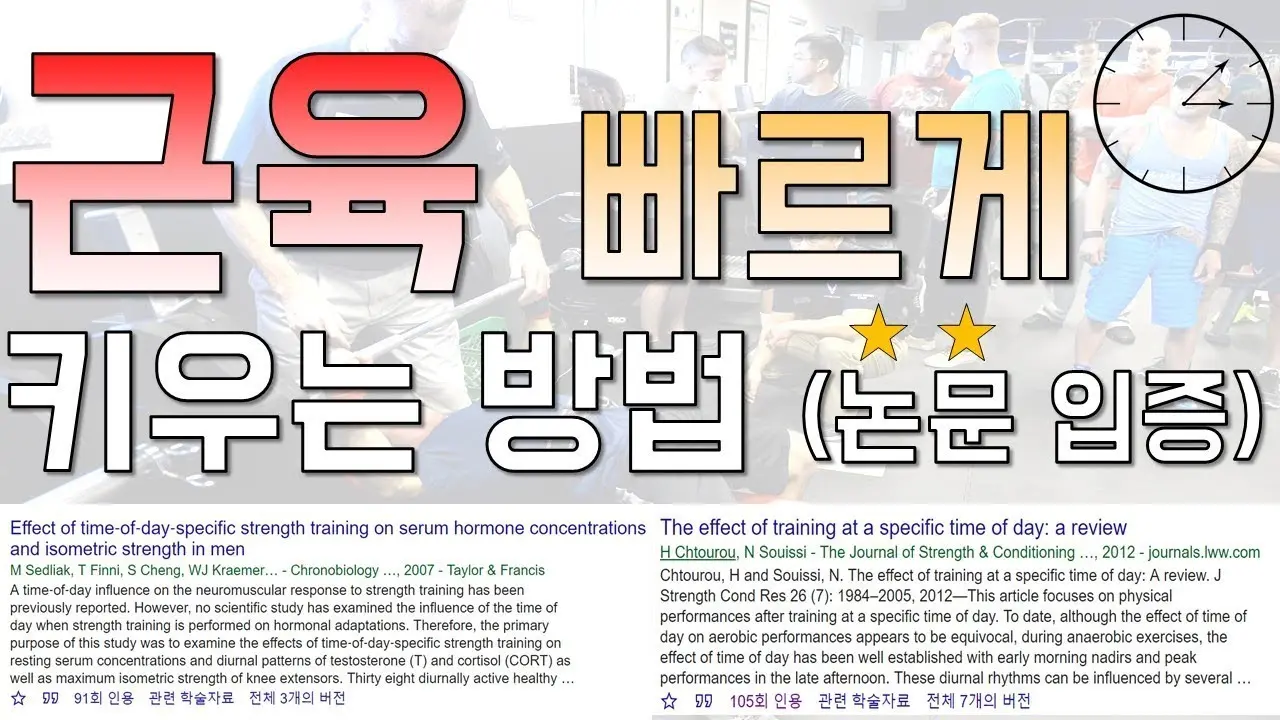 근육 빠르게
키우는 방법 (논문 입증)
Effect of time-of-day-specific strength training on serum hormone concentrations
and isometric strength in men
M Sedliak, T Finni, S Cheng, WJ Kraemer… - Chronobiology …, 2007 - Taylor & Francis
A time-of-day influence on the neuromuscular response to strength training has been
previously reported. However, no scientific study has examined the influence of the time of
day when strength training is performed on hormonal adaptations. Therefore, the primary
purpose of this study was to examine the effects of time-of-day-specific strength training on
resting serum concentrations and diurnal patterns of testosterone (T) and cortisol (CORT) as
well as maximum isometric strength of knee extensors. Thirty eight diurnally active healthy …
91회 인용 관련 학술자료 전체 3개의 버전
The effect of training at a specific time of day: a review
H Chtourou, N Souissi - The Journal of Strength & Conditioning …, 2012 - journals.lww.com
Chtourou, H and Souissi, N. The effect of training at a specific time of day: A review. J
Strength Cond Res 26 (7): 1984–2005, 2012—This article focuses on physical
performances after training at a specific time of day. To date, although the effect of time of
day on aerobic performances appears to be equivocal, during anaerobic exercises, the
effect of time of day has been well established with early morning nadirs and peak
performances in the late afternoon. These diurnal rhythms can be influenced by several …
105회 인용 관련 학술자료 전체 7개의 버전